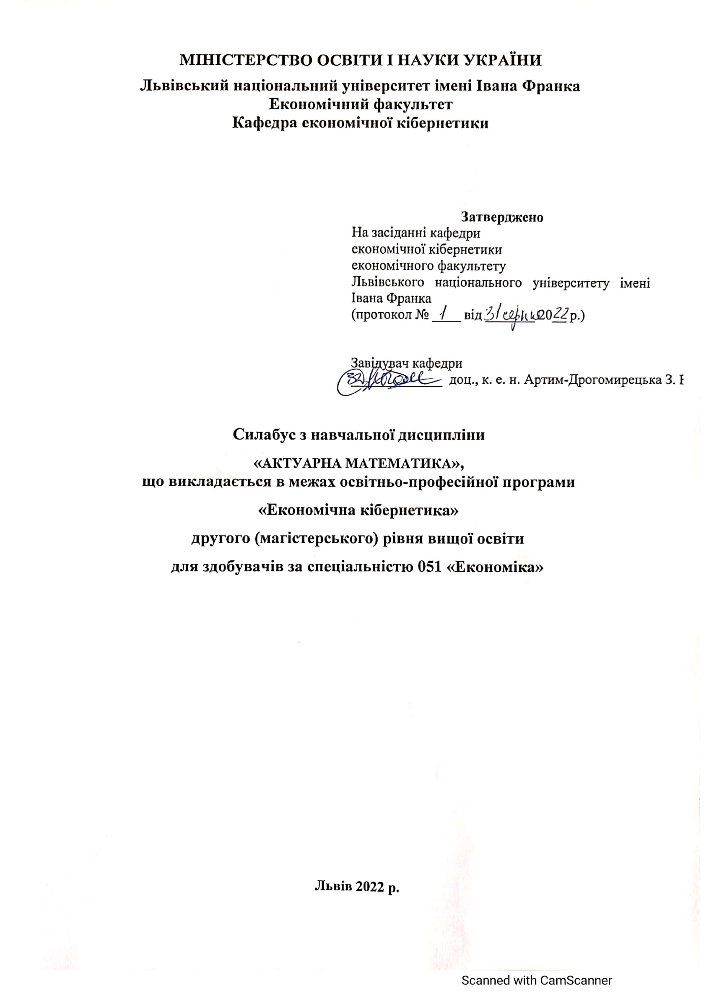 МІНІСТЕРСТВО ОСВІТИ І НАУКИ УКРАЇНИ
Львівський національний університет імені Івана Франка
Економічний факультет
Кафедра економічної кібернетики
Затверджено
На засіданні кафедри
економічної кібернетики
економічного факультету
Львівського національного університету імені
Івана Франка
(протокол № 1 від 31 серпня 2022 р.)
Завідувач кафедри
доц., к. е. н. Артим-Дрогомирецька З.
Силабус з навчальної дисципліни
«АКТУАРНА МАТЕМАТИКА»,
що викладається в межах освітньо-професійної програми
«Економічна кібернетика»
другого (магістерського) рівня вищої освіти
для здобувачів за спеціальністю 051 «Економіка»
Львів 2022 р.
Scanned with CamScanner